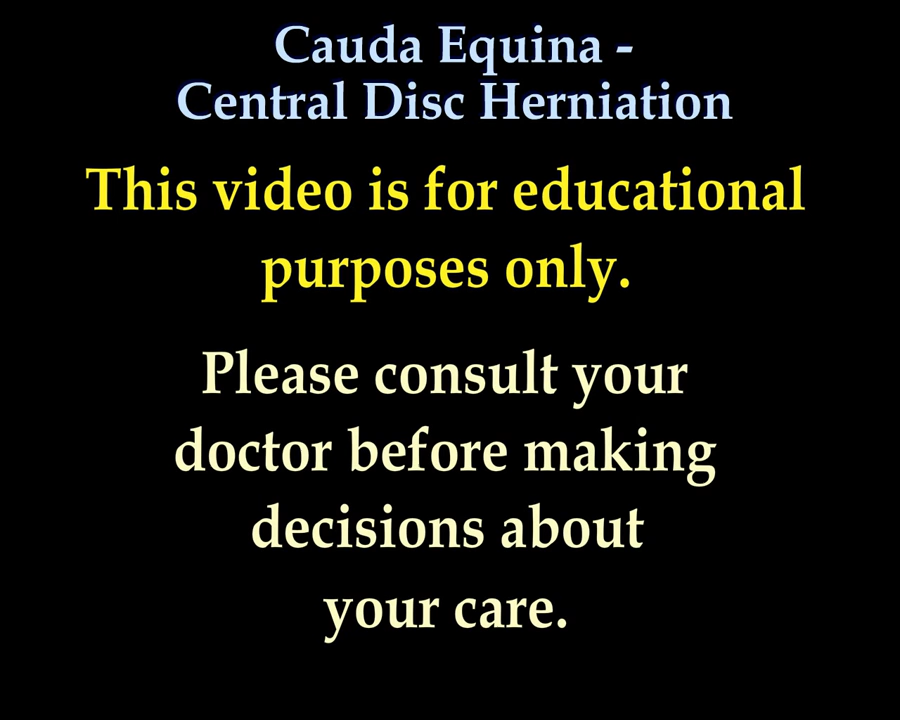 Cauda Equina -
Central Disc Herniation
This video is for educational
purposes only.
Please consult your
doctor before making
decisions about
your care.